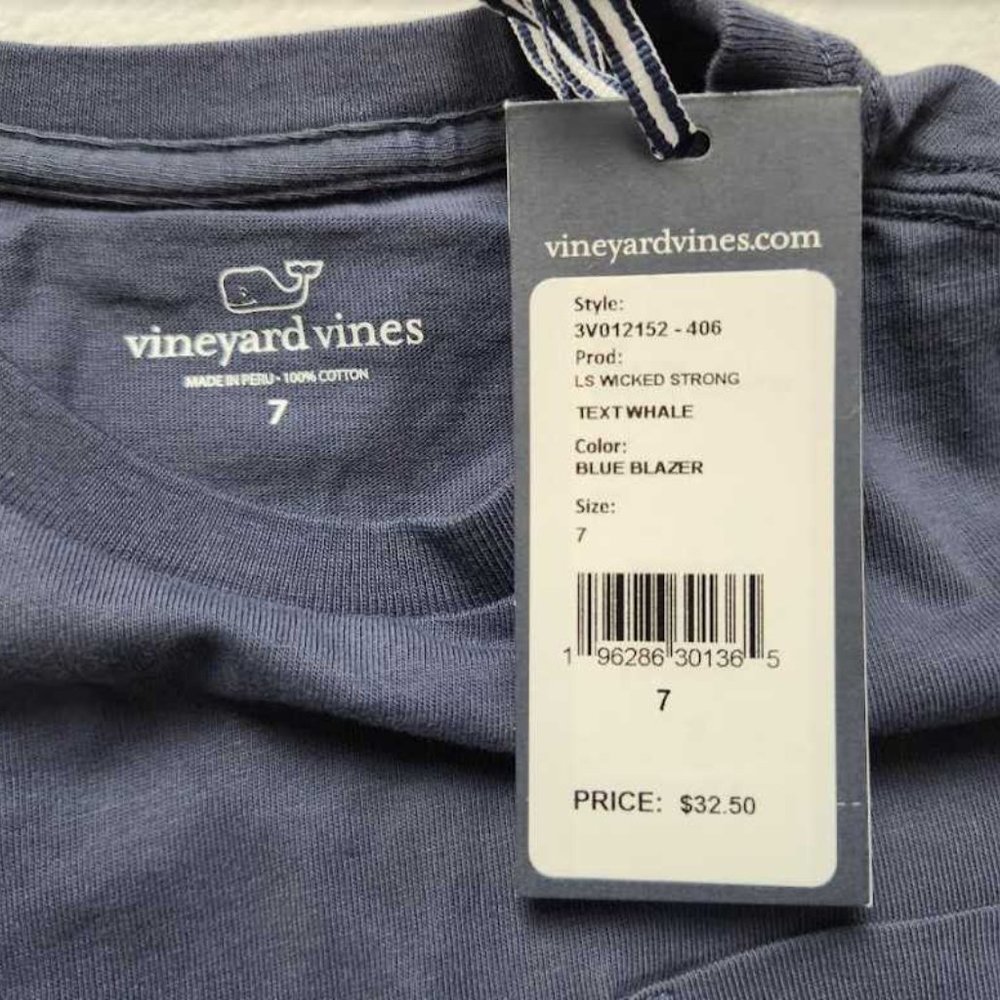 vineyard vines
MADE IN PERU • 100% COTTON
7
vineyardvines.com
Style:
3V012152 - 406
Prod:
LS WICKED STRONG
TEXT WHALE
Color:
BLUE BLAZER
Size:
7
1 96286 30136 5
7
PRICE: $32.50